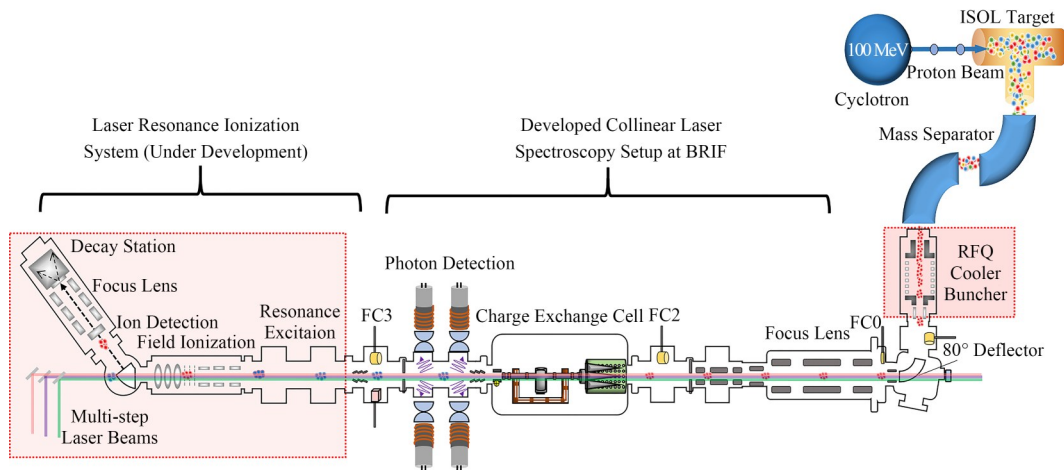 ISOL Target
100 MeV
Proton Beam
Cyclotron
Mass Separator
Laser Resonance Ionization
System (Under Development)
Developed Collinear Laser
Spectroscopy Setup at BRIF
RFQ
Cooler
Buncher
Decay Station
Focus Lens
Ion Detection
Field Ionization
Resonance
Excitaion
FC3
Photon Detection
Charge Exchange Cell
FC2
Focus Lens
FC0
80° Deflector
Multi-step
Laser Beams